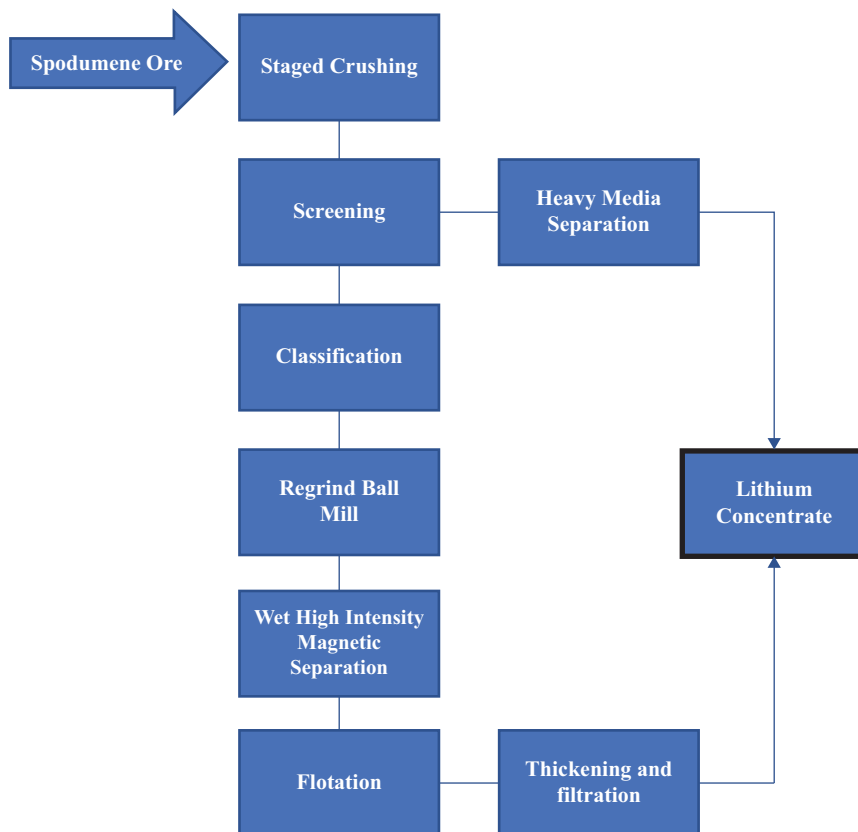 Spodumene Ore
Staged Crushing
Screening
Heavy Media
Separation
Classification
Regrind Ball
Mill
Lithium
Concentrate
Wet High Intensity
Magnetic
Separation
Flotation
Thickening and
filtration